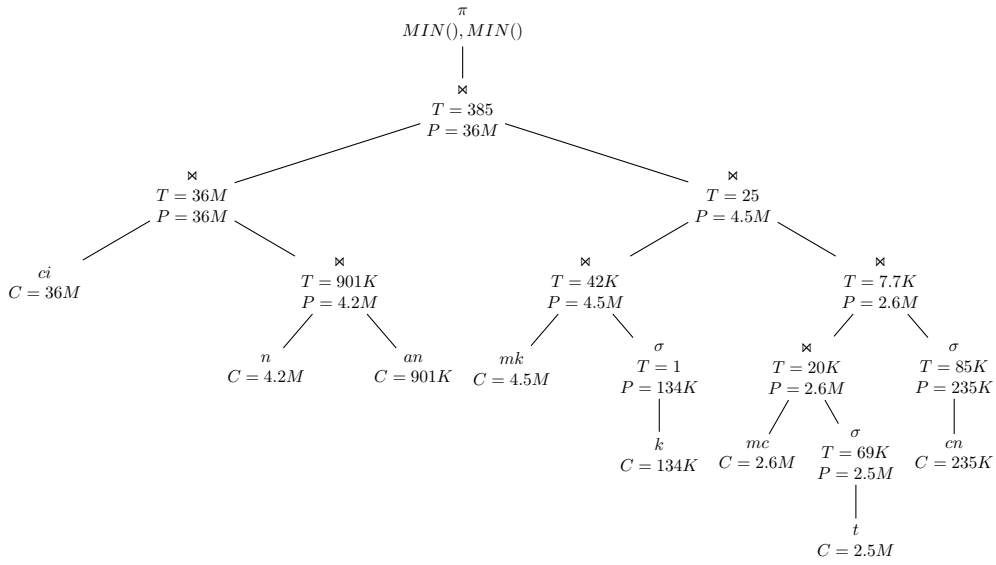 π
MIN(), MIN()
⋈
T = 385
P = 36M
⋈
T = 36M
P = 36M
⋈
T = 25
P = 4.5M
ci
C = 36M
⋈
T = 901K
P = 4.2M
⋈
T = 42K
P = 4.5M
⋈
T = 7.7K
P = 2.6M
n
C = 4.2M
an
C = 901K
mk
C = 4.5M
σ
T = 1
P = 134K
⋈
T = 20K
P = 2.6M
σ
T = 85K
P = 235K
k
C = 134K
mc
C = 2.6M
σ
T = 69K
P = 2.5M
cn
C = 235K
t
C = 2.5M